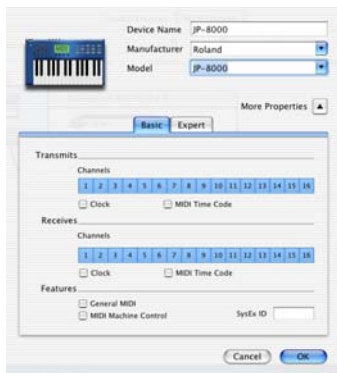 Device Name JP-8000
Manufacturer Roland
Model JP-8000
More Properties
Basic Expert
Transmits
Channels
1 2 3 4 5 6 7 8 9 10 11 12 13 14 15 16
Clock MIDI Time Code
Receives
Channels
1 2 3 4 5 6 7 8 9 10 11 12 13 14 15 16
Clock MIDI Time Code
Features
General MIDI
MIDI Machine Control SysEx ID
Cancel OK